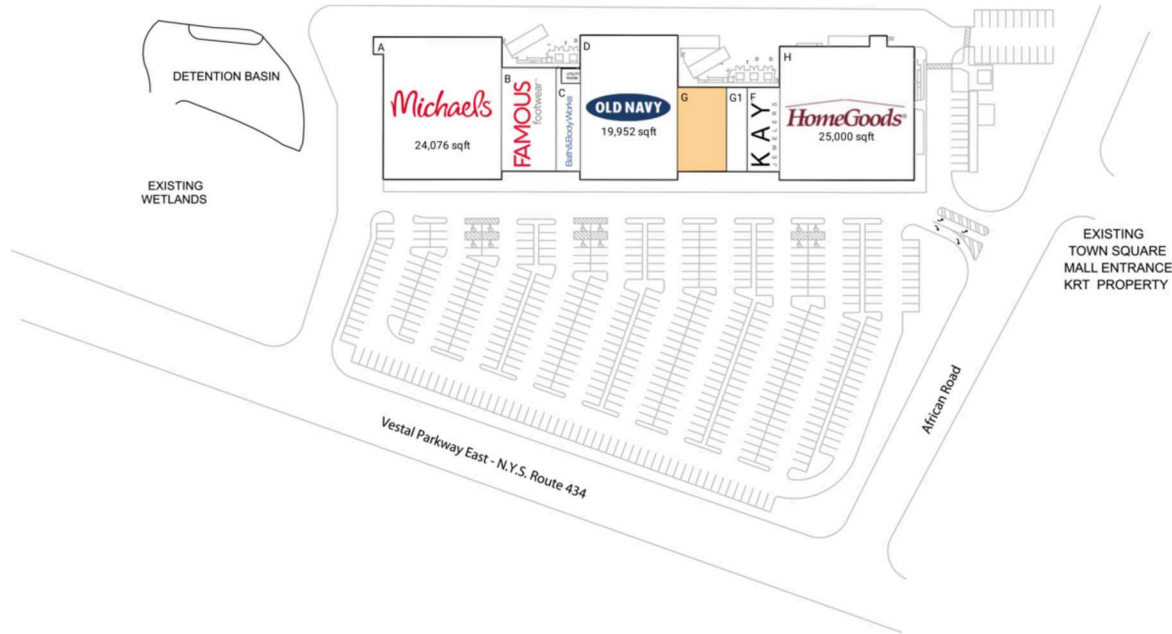 A
Michaels
24,076 sqft
B
FAMOUS
footwear
UTILITY
ROOM
C
Bath&BodyWorks
D
OLD NAVY
19,952 sqft
G
G1
F
KAY
JEWELERS
H
HomeGoods
25,000 sqft
DETENTION BASIN
EXISTING
WETLANDS
EXISTING
TOWN SQUARE
MALL ENTRANCE
KRT PROPERTY
African Road
Vestal Parkway East - N.Y.S. Route 434